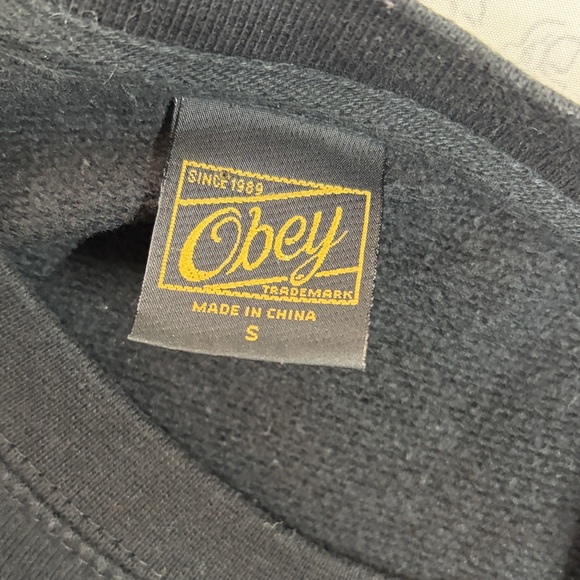 SINCE 1989
Obey
TRADEMARK
MADE IN CHINA
S